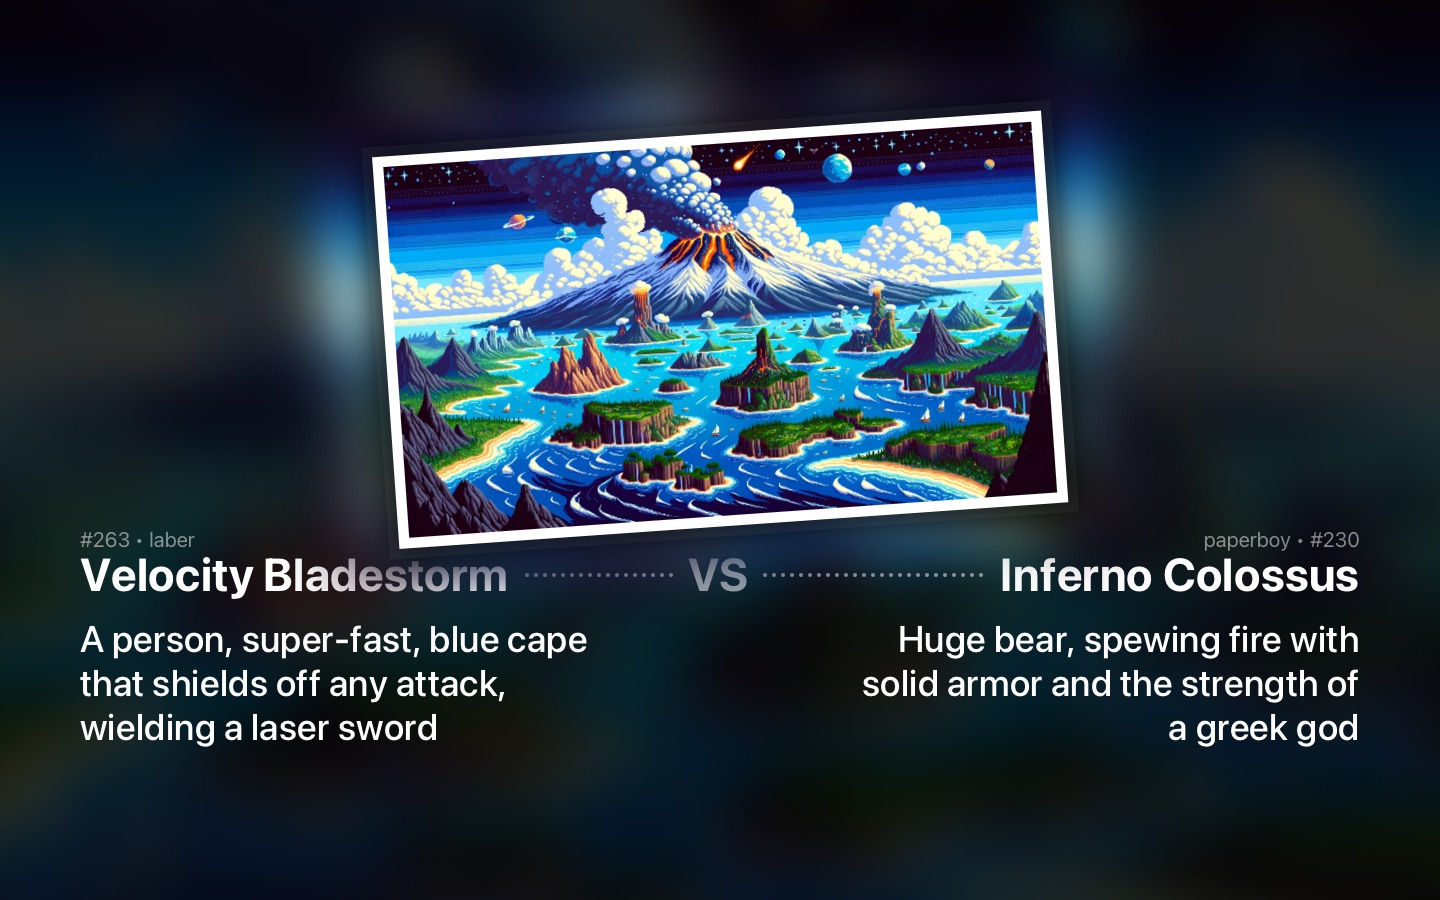 #263 • laber
paperboy • #230
Velocity Bladestorm VS Inferno Colossus
A person, super-fast, blue cape
that shields off any attack,
wielding a laser sword
Huge bear, spewing fire with
solid armor and the strength of
a greek god